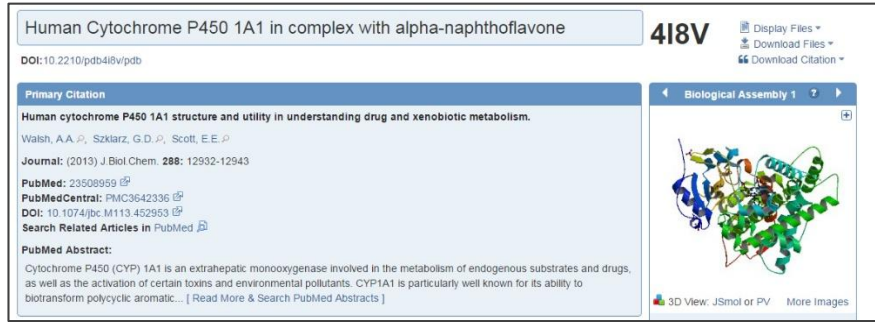 Human Cytochrome P450 1A1 in complex with alpha-naphthoflavone
4I8V
Display Files
Download Files
Download Citation
DOI:10.2210/pdb4i8v/pdb
Primary Citation
Human cytochrome P450 1A1 structure and utility in understanding drug and xenobiotic metabolism.
Walsh, A.A., Szklarz, G.D., Scott, E.E.
Journal: (2013) J.Biol.Chem. 288: 12932-12943
PubMed: 23508959
PubMedCentral: PMC3642336
DOI: 10.1074/jbc.M113.452953
Search Related Articles in PubMed
PubMed Abstract:
Cytochrome P450 (CYP) 1A1 is an extrahepatic monooxygenase involved in the metabolism of endogenous substrates and drugs,
as well as the activation of certain toxins and environmental pollutants. CYP1A1 is particularly well known for its ability to
biotransform polycyclic aromatic... [ Read More & Search PubMed Abstracts ]
Biological Assembly 1 ?
3D View: JSmol or PV More Images